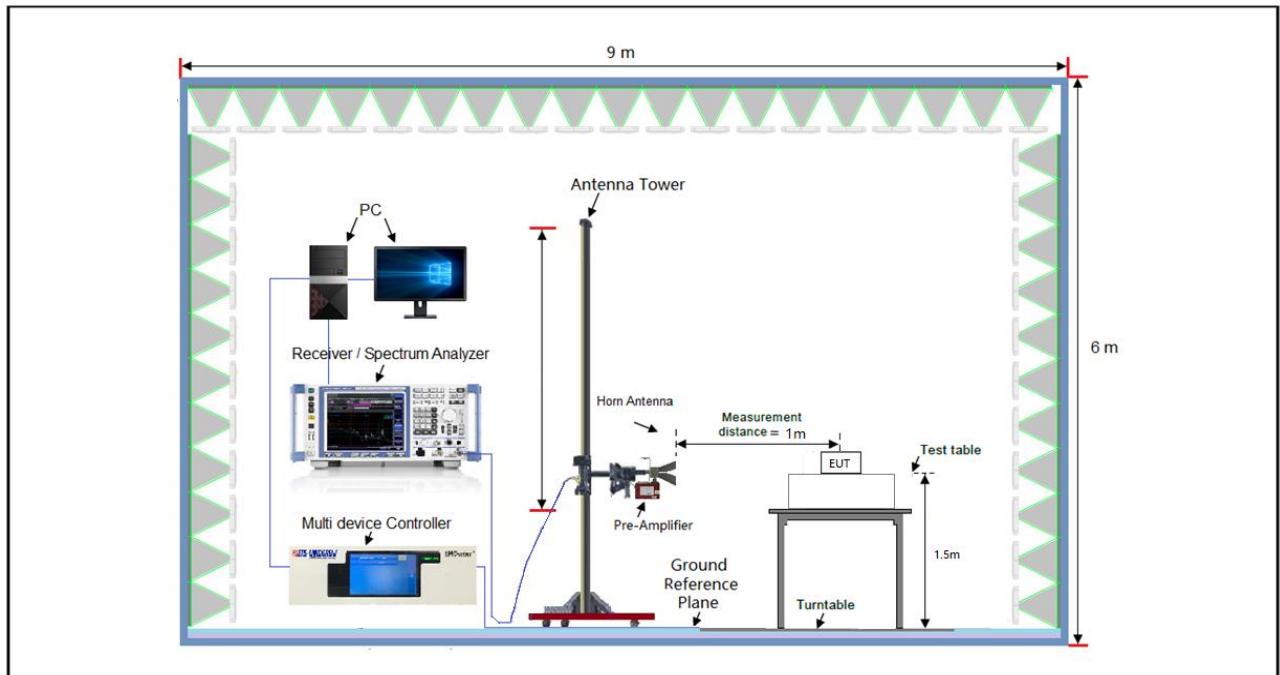 9 m
Antenna Tower
PC
6 m
Receiver / Spectrum Analyzer
Horn Antenna
Measurement
distance = 1m
Test table
EUT
Pre-Amplifier
Multi device Controller
1.5m
Ground
Reference
Plane
Turntable